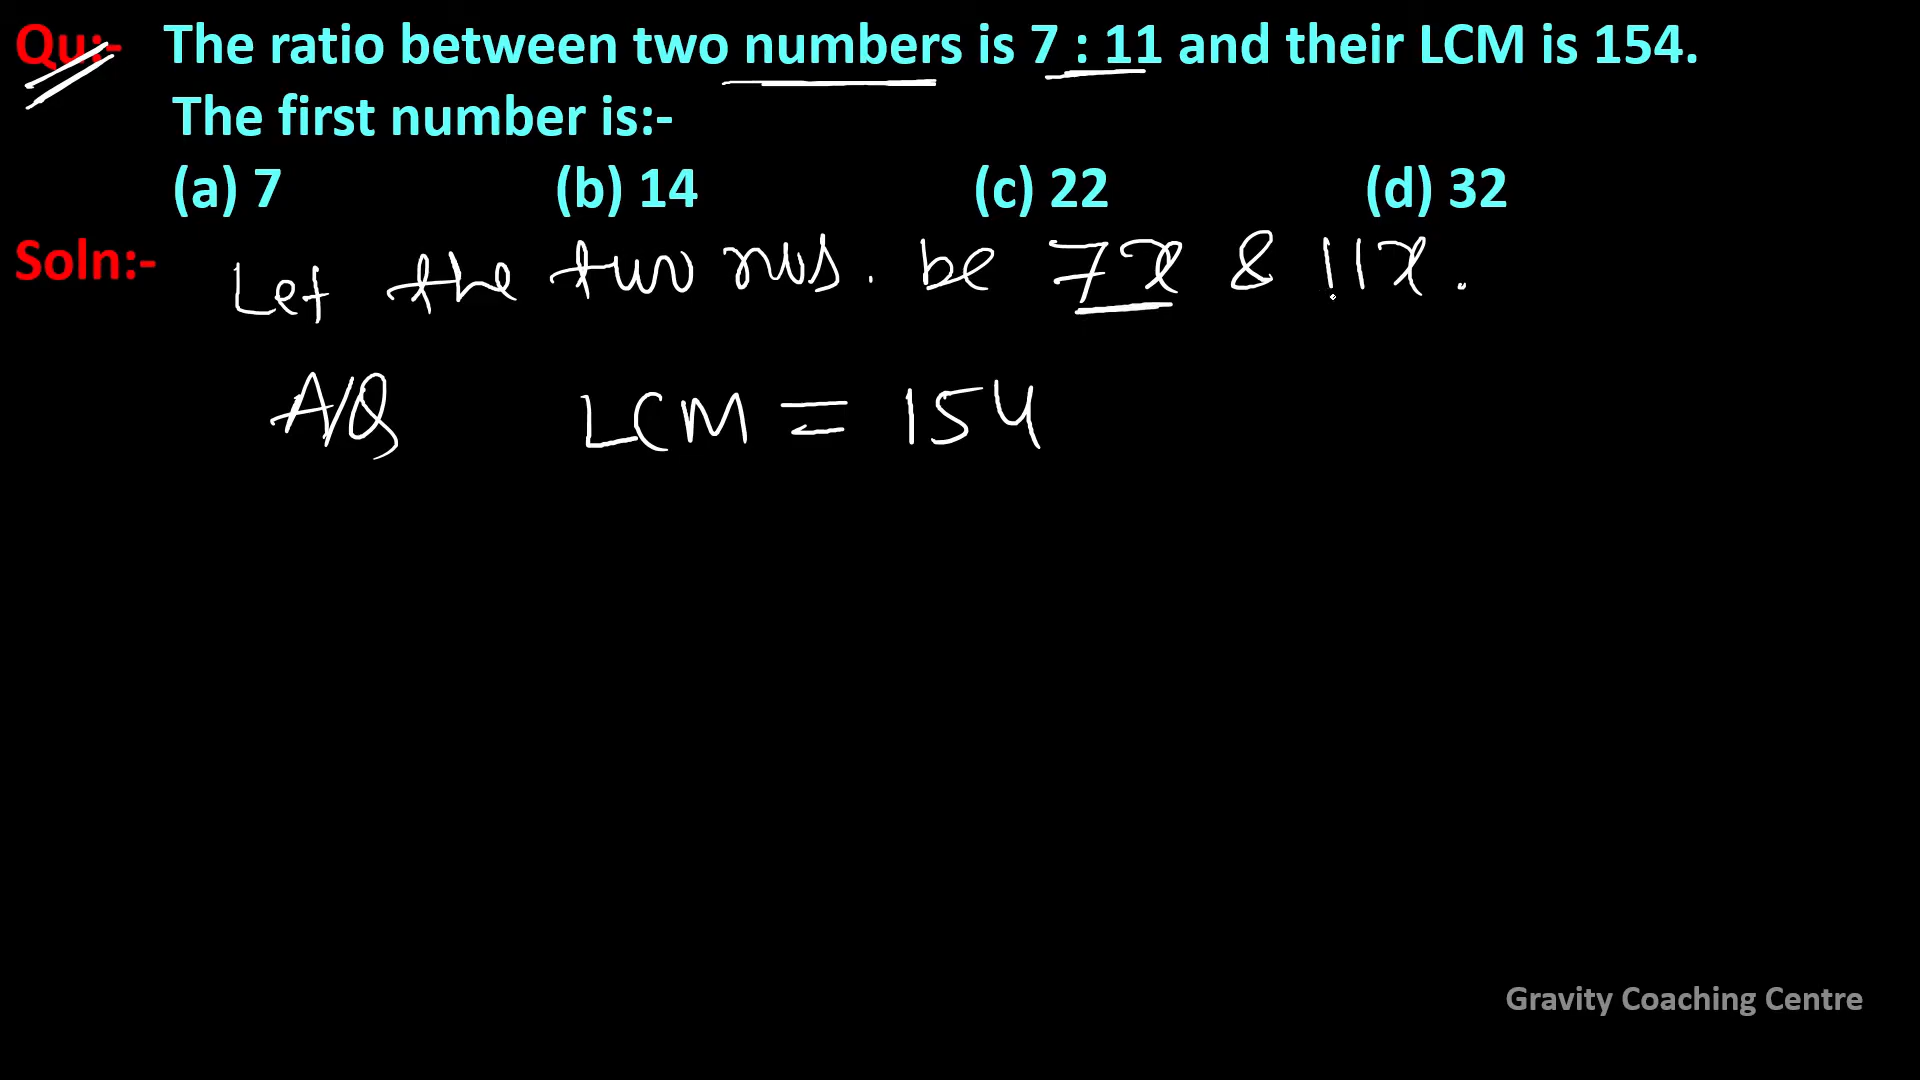 Qu:- The ratio between two numbers is 7 : 11 and their LCM is 154.
The first number is:-
(a) 7 (b) 14 (c) 22 (d) 32
Soln:- Let the two nos. be 7x & 11x.
A/Q LCM = 154
Gravity Coaching Centre